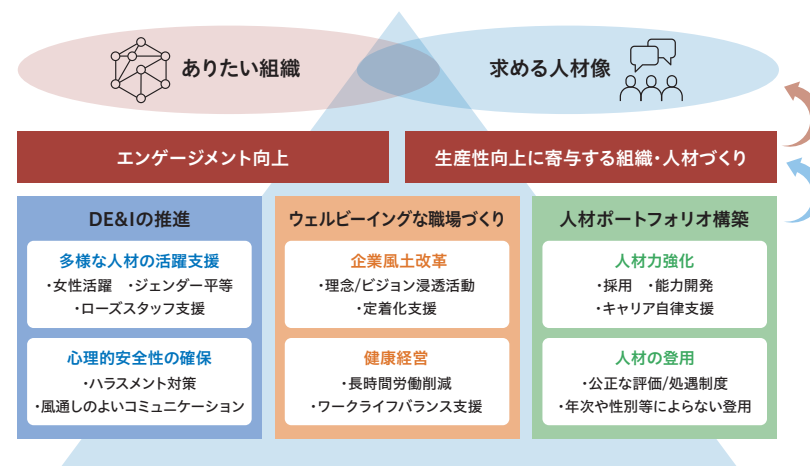 ありたい組織
求める人材像
エンゲージメント向上
生産性向上に寄与する組織・人材づくり
DE&Iの推進
多様な人材の活躍支援
・女性活躍 ・ジェンダー平等
・ローズスタッフ支援
心理的安全性の確保
・ハラスメント対策
・風通しのよいコミュニケーション
ウェルビーイングな職場づくり
企業風土改革
・理念/ビジョン浸透活動
・定着化支援
健康経営
・長時間労働削減
・ワークライフバランス支援
人材ポートフォリオ構築
人材力強化
・採用 ・能力開発
・キャリア自律支援
人材の登用
・公正な評価/処遇制度
・年次や性別等によらない登用